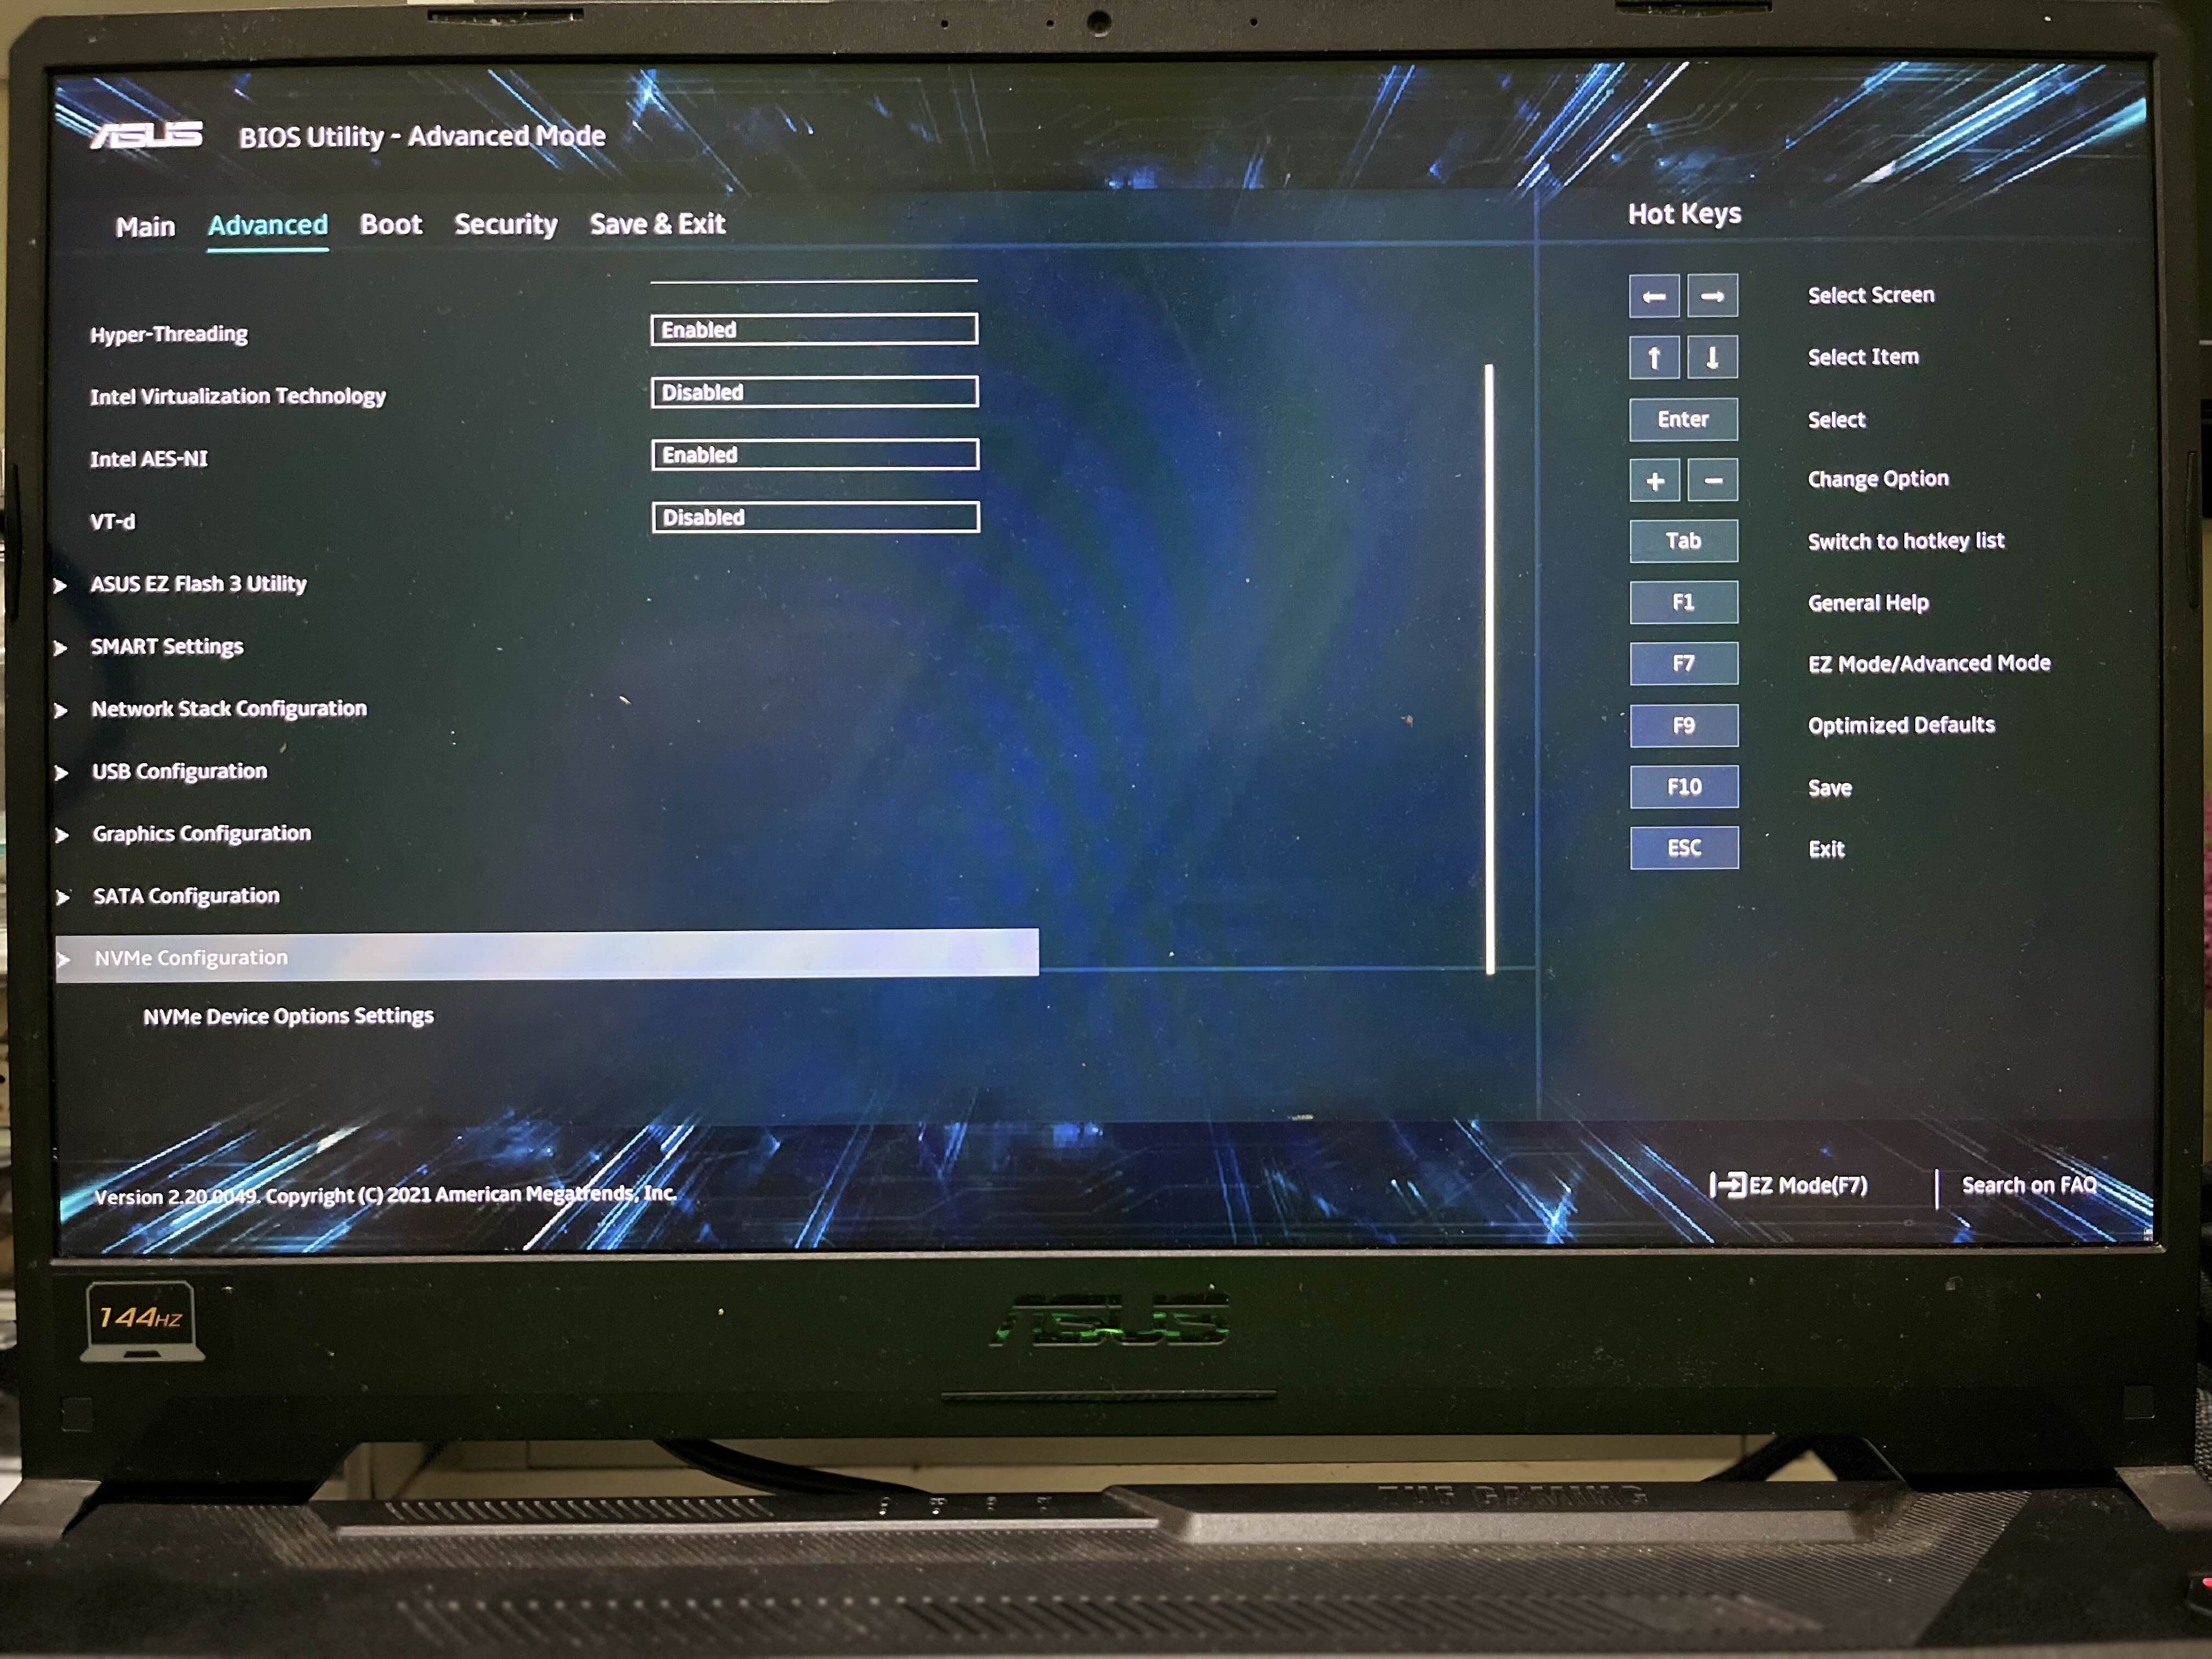 ASUS BIOS Utility - Advanced Mode
Main Advanced Boot Security Save & Exit
Hyper-Threading Enabled
Intel Virtualization Technology Disabled
Intel AES-NI Enabled
VT-d Disabled
ASUS EZ Flash 3 Utility
SMART Settings
Network Stack Configuration
USB Configuration
Graphics Configuration
SATA Configuration
NVMe Configuration
NVMe Device Options Settings
Hot Keys
← → Select Screen
↑ ↓ Select Item
Enter Select
+ - Change Option
Tab Switch to hotkey list
F1 General Help
F7 EZ Mode/Advanced Mode
F9 Optimized Defaults
F10 Save
ESC Exit
Version 2.20.0049. Copyright (C) 2021 American Megatrends, Inc.
EZ Mode(F7) | Search on FAQ
144HZ
ASUS
TUF GAMING